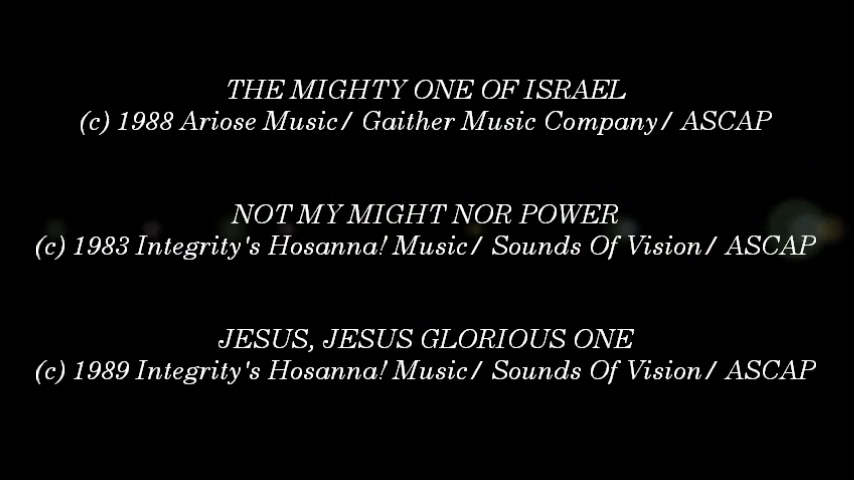 THE MIGHTY ONE OF ISRAEL
(c) 1988 Ariose Music/ Gaither Music Company/ ASCAP
NOT MY MIGHT NOR POWER
(c) 1983 Integrity's Hosanna! Music/ Sounds Of Vision/ ASCAP
JESUS, JESUS GLORIOUS ONE
(c) 1989 Integrity's Hosanna! Music/ Sounds Of Vision/ ASCAP